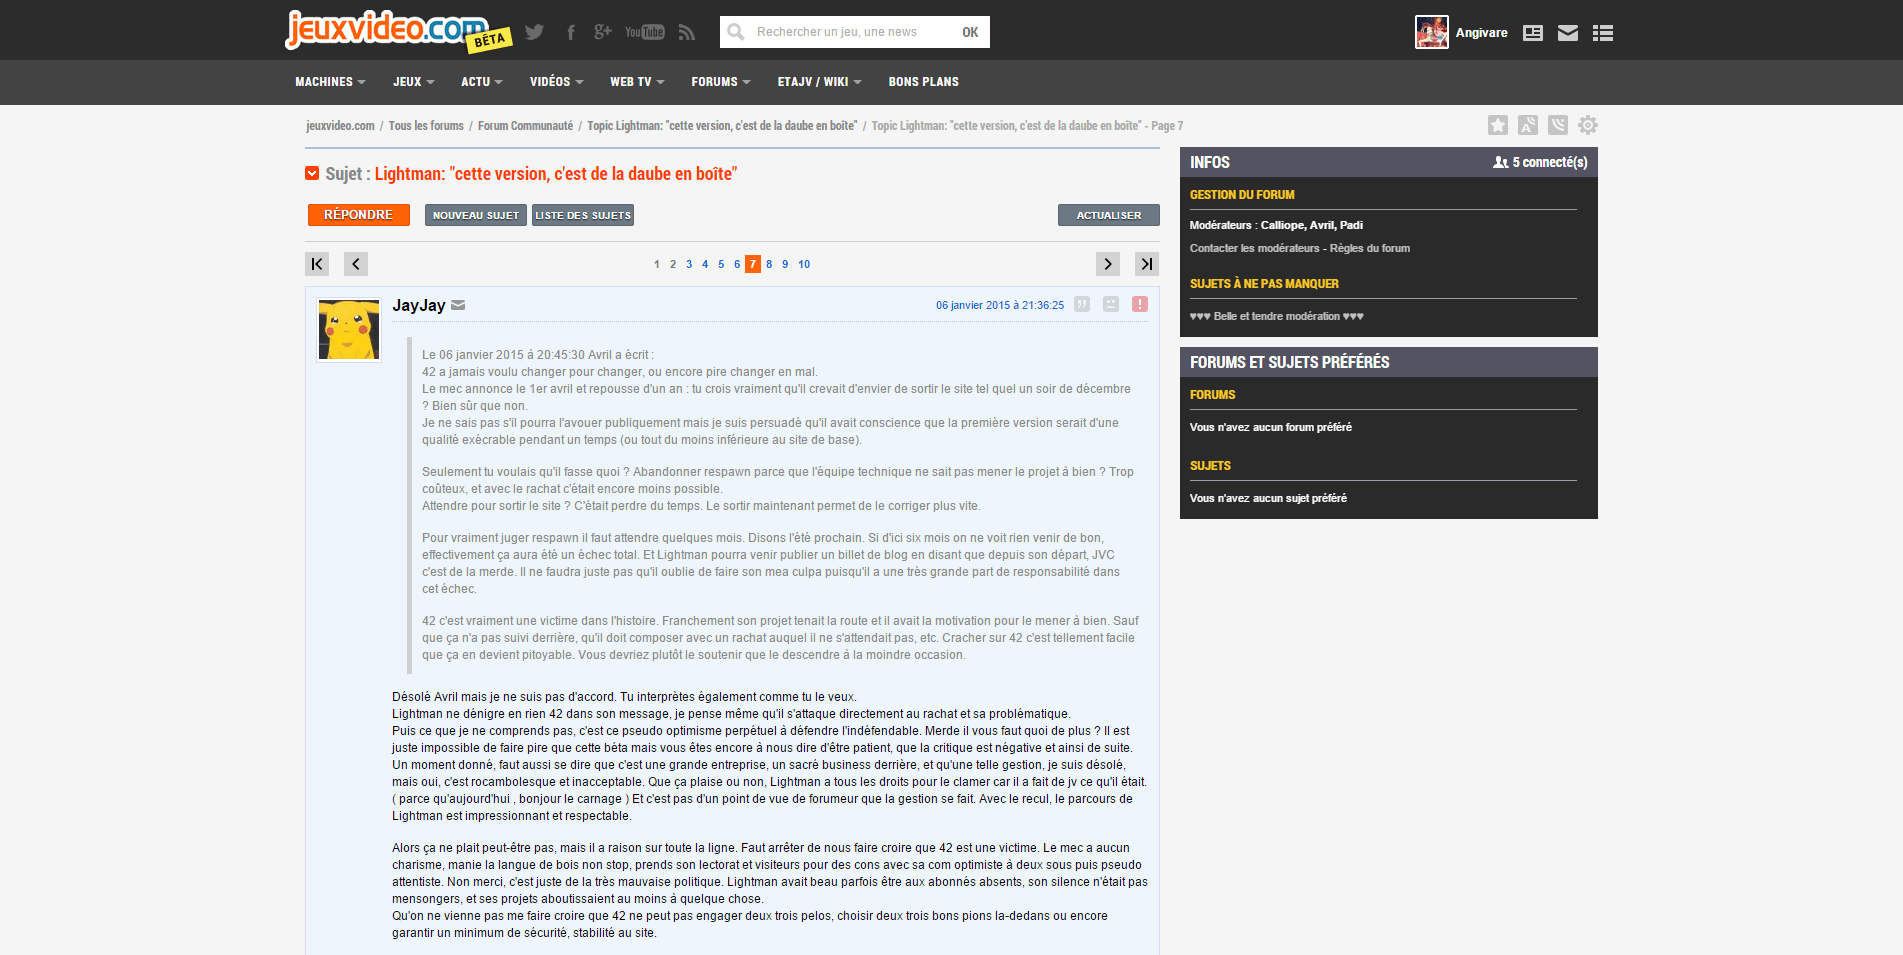 jeuxvideo.com BÊTA
You Tube
Rechercher un jeu, une news OK
Angivare
MACHINES JEUX ACTU VIDÉOS WEB TV FORUMS ETAJV / WIKI BONS PLANS
jeuxvideo.com / Tous les forums / Forum Communauté / Topic Lightman: "cette version, c'est de la daube en boîte" / Topic Lightman: "cette version, c'est de la daube en boîte" - Page 7
Sujet : Lightman: "cette version, c'est de la daube en boîte"
RÉPONDRE NOUVEAU SUJET LISTE DES SUJETS ACTUALISER
1 2 3 4 5 6 7 8 9 10
JayJay 06 janvier 2015 à 21:36:25
Le 06 janvier 2015 à 20:45:30 Avril a écrit :
42 a jamais voulu changer pour changer, ou encore pire changer en mal.
Le mec annonce le 1er avril et repousse d'un an : tu crois vraiment qu'il crevait d'envier de sortir le site tel quel un soir de décembre
? Bien sûr que non.
Je ne sais pas s'il pourra l'avouer publiquement mais je suis persuadé qu'il avait conscience que la première version serait d'une
qualité exécrable pendant un temps (ou tout du moins inférieure au site de base).
Seulement tu voulais qu'il fasse quoi ? Abandonner respawn parce que l'équipe technique ne sait pas mener le projet à bien ? Trop
coûteux, et avec le rachat c'était encore moins possible.
Attendre pour sortir le site ? C'était perdre du temps. Le sortir maintenant permet de le corriger plus vite.
Pour vraiment juger respawn il faut attendre quelques mois. Disons l'été prochain. Si d'ici six mois on ne voit rien venir de bon,
effectivement ça aura été un échec total. Et Lightman pourra venir publier un billet de blog en disant que depuis son départ, JVC
c'est de la merde. Il ne faudra juste pas qu'il oublie de faire son mea culpa puisqu'il a une très grande part de responsabilité dans
cet échec.
42 c'est vraiment une victime dans l'histoire. Franchement son projet tenait la route et il avait la motivation pour le mener à bien. Sauf
que ça n'a pas suivi derrière, qu'il doit composer avec un rachat auquel il ne s'attendait pas, etc. Cracher sur 42 c'est tellement facile
que ça en devient pitoyable. Vous devriez plutôt le soutenir que le descendre à la moindre occasion.
Désolé Avril mais je ne suis pas d'accord. Tu interprètes également comme tu le veux.
Lightman ne dénigre en rien 42 dans son message, je pense même qu'il s'attaque directement au rachat et sa problématique.
Puis ce que je ne comprends pas, c'est ce pseudo optimisme perpétuel à défendre l'indéfendable. Merde il vous faut quoi de plus ? Il est
juste impossible de faire pire que cette béta mais vous êtes encore à nous dire d'être patient, que la critique est négative et ainsi de suite.
Un moment donné, faut aussi se dire que c'est une grande entreprise, un sacré business derrière, et qu'une telle gestion, je suis désolé,
mais oui, c'est rocambolesque et inacceptable. Que ça plaise ou non, Lightman a tous les droits pour le clamer car il a fait de jv ce qu'il était.
( parce qu'aujourd'hui , bonjour le carnage ) Et c'est pas d'un point de vue de forumeur que la gestion se fait. Avec le recul, le parcours de
Lightman est impressionnant et respectable.
Alors ça ne plait peut-être pas, mais il a raison sur toute la ligne. Faut arrêter de nous faire croire que 42 est une victime. Le mec a aucun
charisme, manie la langue de bois non stop, prends son lectorat et visiteurs pour des cons avec sa com optimiste à deux sous puis pseudo
attentiste. Non merci, c'est juste de la très mauvaise politique. Lightman avait beau parfois être aux abonnés absents, son silence n'était pas
mensongers, et ses projets aboutissaient au moins à quelque chose.
Qu'on ne vienne pas me faire croire que 42 ne peut pas engager deux trois pelos, choisir deux trois bons pions la-dedans ou encore
garantir un minimum de sécurité, stabilité au site.
INFOS 5 connecté(s)
GESTION DU FORUM
Modérateurs : Calliope, Avril, Padi
Contacter les modérateurs - Règles du forum
SUJETS À NE PAS MANQUER
♥♥♥ Belle et tendre modération ♥♥♥
FORUMS ET SUJETS PRÉFÉRÉS
FORUMS
Vous n'avez aucun forum préféré
SUJETS
Vous n'avez aucun sujet préféré